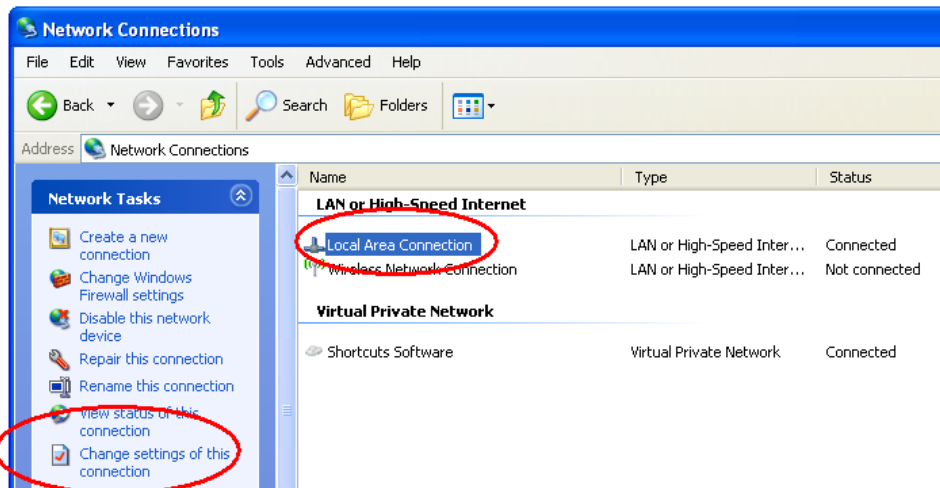 Network Connections
File Edit View Favorites Tools Advanced Help
Back Search Folders
Address Network Connections
Network Tasks
Create a new
connection
Change Windows
Firewall settings
Disable this network
device
Repair this connection
Rename this connection
View status of this
connection
Change settings of this
connection
Name Type Status
LAN or High-Speed Internet
Local Area Connection LAN or High-Speed Inter... Connected
Wireless Network Connection LAN or High-Speed Inter... Not connected
Virtual Private Network
Shortcuts Software Virtual Private Network Connected